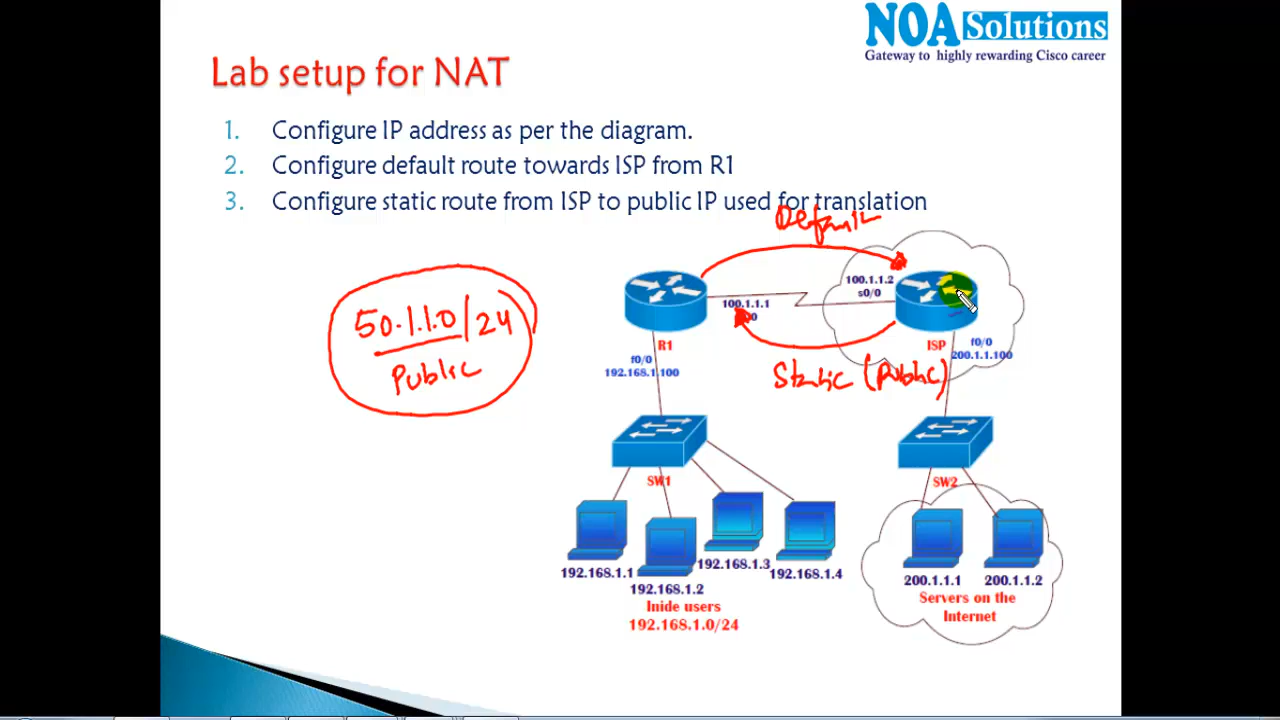 NOA Solutions
Gateway to highly rewarding Cisco career
Lab setup for NAT
1. Configure IP address as per the diagram.
2. Configure default route towards ISP from R1
3. Configure static route from ISP to public IP used for translation
Default
100.1.1.2
s0/0
100.1.1.1
50.1.1.0/24
Public
R1
ISP
f0/0
200.1.1.100
f0/0
192.168.1.100
Static (Public)
SW1
SW2
192.168.1.1
192.168.1.2
192.168.1.3
192.168.1.4
200.1.1.1
200.1.1.2
Inide users
192.168.1.0/24
Servers on the
Internet